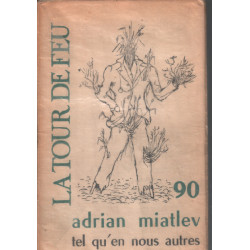 LA TOUR DE FEU
90
adrian miatlev
tel qu'en nous autres